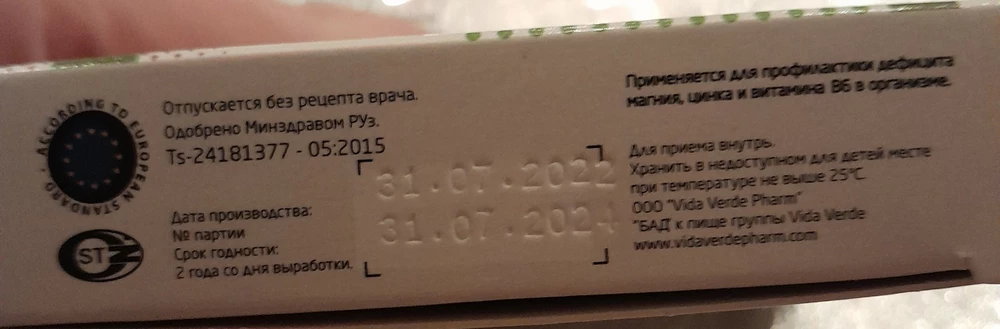 ACCORDING TO EUROPEAN STANDARD
Отпускается без рецепта врача.
Одобрено Минздравом РУз.
Ts-24181377 - 05:2015
Дата производства:
№ партии
Срок годности:
2 года со дня выработки.
ST
31.07.2022
31.07.2024
Применяется для профилактики дефицита
магния, цинка и витамина B6 в организме.
Для приема внутрь.
Хранить в недоступном для детей месте
при температуре не выше 25°C.
ООО "Vida Verde Pharm"
"БАД к пище группы Vida Verde
www.vidaverdepharm.com